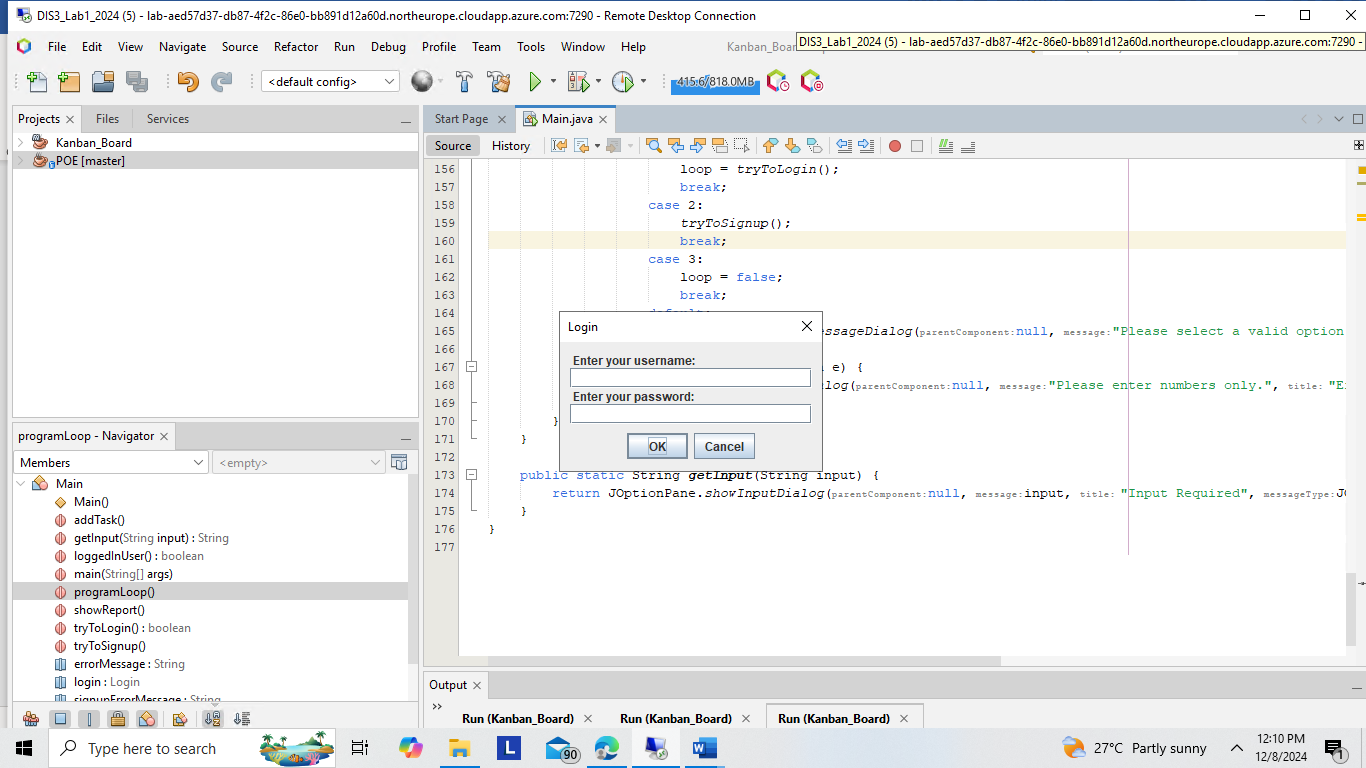 DIS3_Lab1_2024 (5) - lab-aed57d37-db87-4f2c-86e0-bb891d12a60d.northeurope.cloudapp.azure.com:7290 - Remote Desktop Connection
File Edit View Navigate Source Refactor Run Debug Profile Team Tools Window Help
Kanban_Boa
DIS3_Lab1_2024 (5) - lab-aed57d37-db87-4f2c-86e0-bb891d12a60d.northeurope.cloudapp.azure.com:7290 -
<default config>
415.6/818.0MB
Projects Files Services
Kanban_Board
POE [master]
Start Page Main.java
Source History
156 loop = tryToLogin();
157 break;
158 case 2:
159 tryToSignup();
160 break;
161 case 3:
162 loop = false;
163 break;
164
165 essageDialog(parentComponent:null, message:"Please select a valid option
166
167 e) {
168 log(parentComponent:null, message:"Please enter numbers only.", title: "E
169
170 }
171 }
172
173 public static String getInput(String input) {
174 return JOptionPane.showInputDialog(parentComponent:null, message:input, title: "Input Required", messageType:JO
175 }
176 }
177
Login
Enter your username:
Enter your password:
OK Cancel
programLoop - Navigator
Members <empty>
Main
Main()
addTask()
getInput(String input) : String
loggedInUser() : boolean
main(String[] args)
programLoop()
showReport()
tryToLogin() : boolean
tryToSignup()
errorMessage : String
login : Login
signupErrorMessage : String
Output
Run (Kanban_Board) Run (Kanban_Board) Run (Kanban_Board)
Type here to search
L
90
W
27°C Partly sunny
12:10 PM
12/8/2024
1